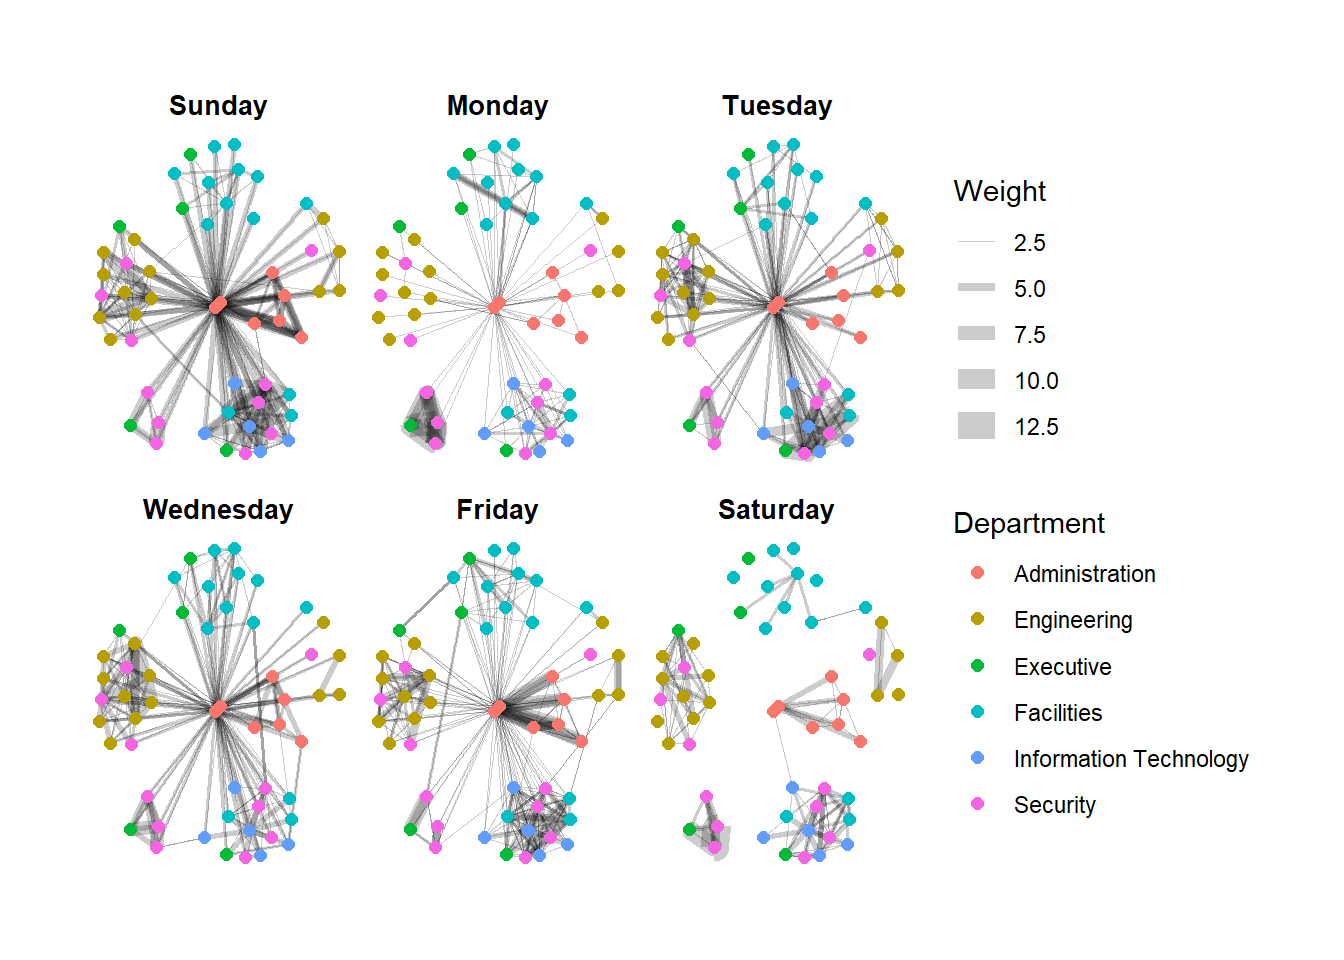 Sunday
Monday
Tuesday
Wednesday
Friday
Saturday
Weight
2.5
5.0
7.5
10.0
12.5
Department
Administration
Engineering
Executive
Facilities
Information Technology
Security